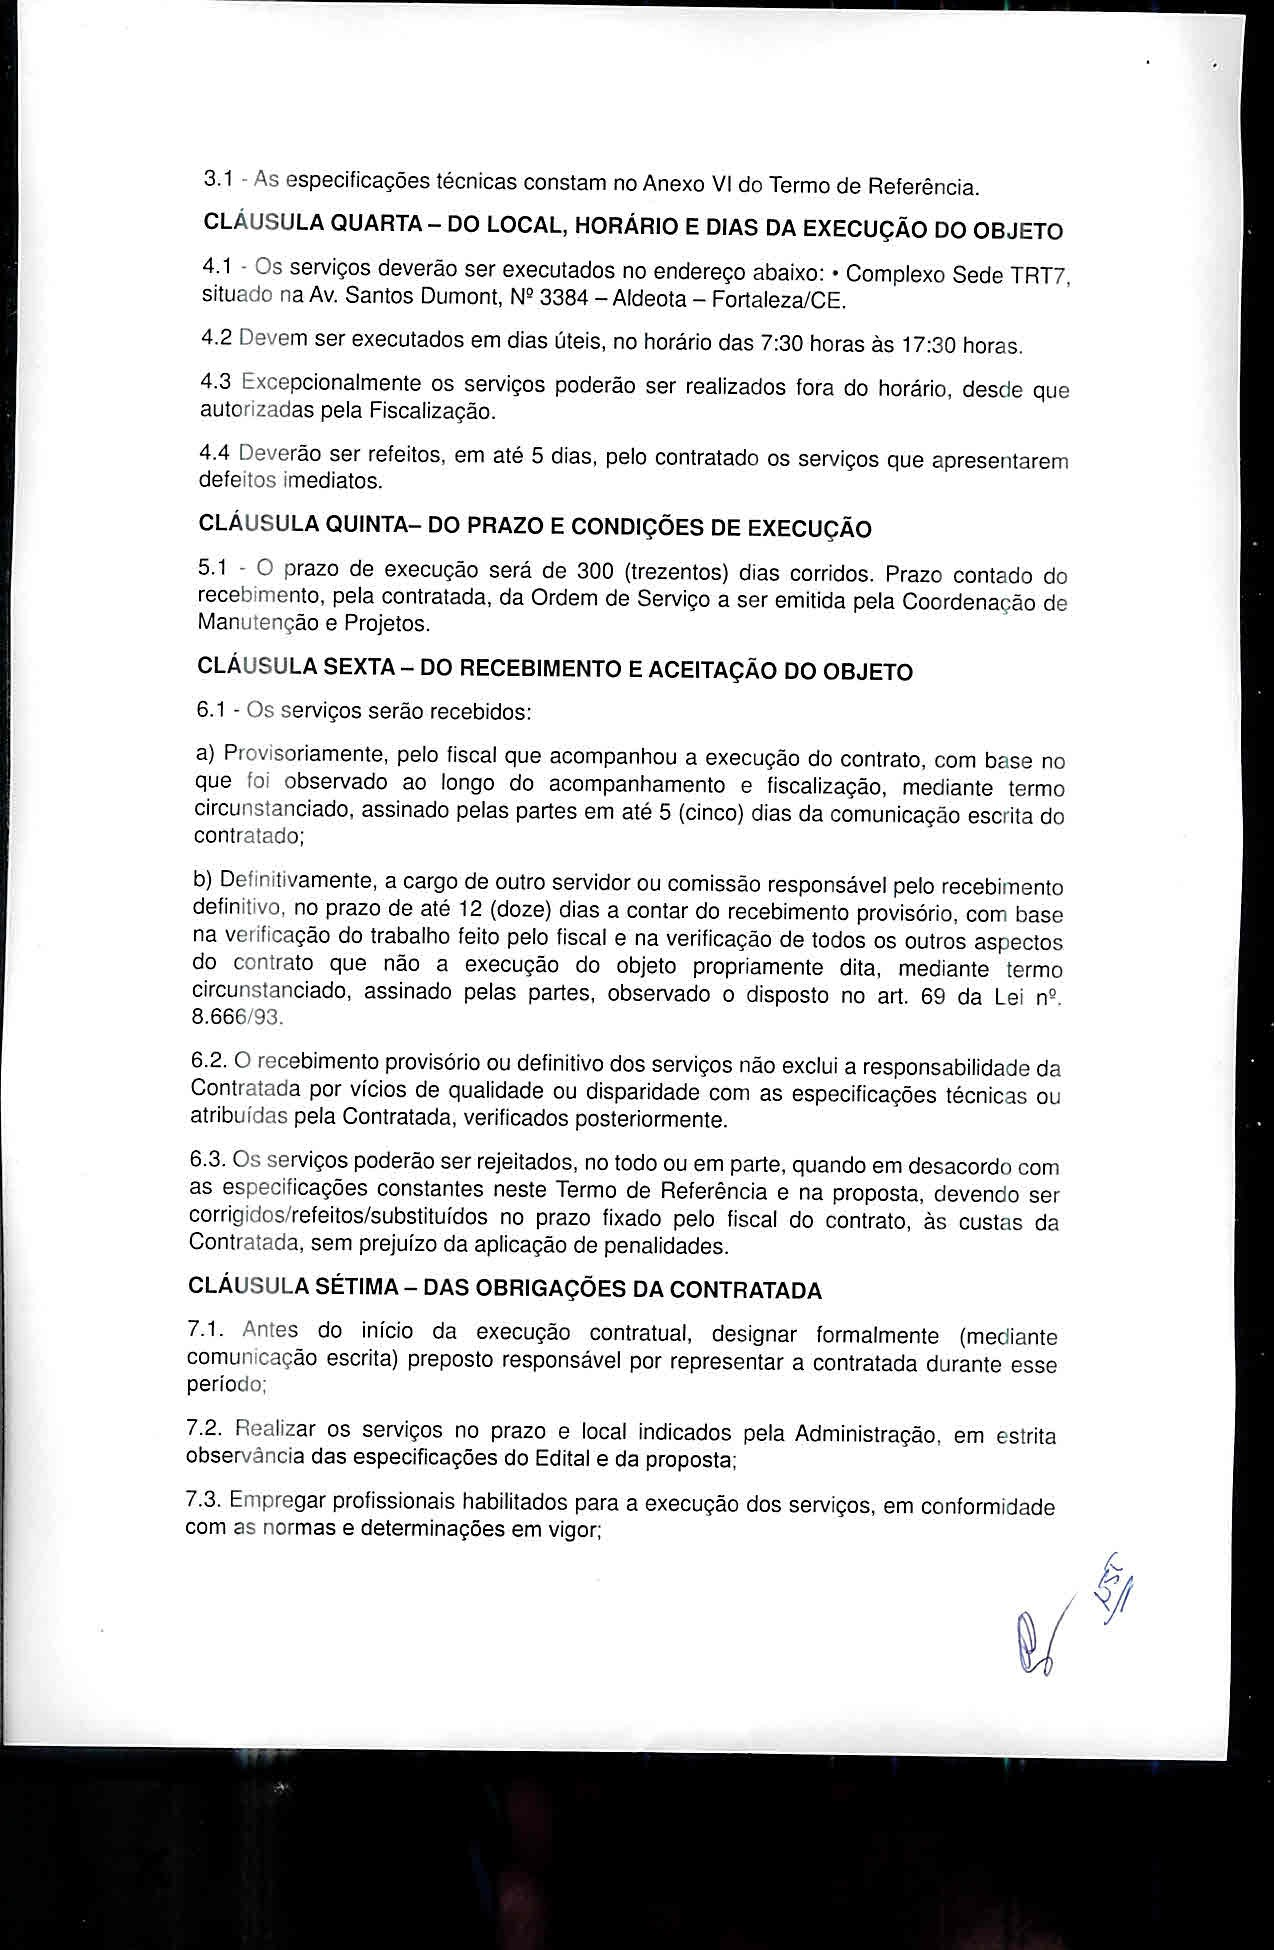 3.1 - As especificações técnicas constam no Anexo VI do Termo de Referência.
CLÁUSULA QUARTA – DO LOCAL, HORÁRIO E DIAS DA EXECUÇÃO DO OBJETO
4.1 - Os serviços deverão ser executados no endereço abaixo: • Complexo Sede TRT7,
situado na Av. Santos Dumont, Nº 3384 – Aldeota – Fortaleza/CE.
4.2 Devem ser executados em dias úteis, no horário das 7:30 horas às 17:30 horas.
4.3 Excepcionalmente os serviços poderão ser realizados fora do horário, desde que
autorizadas pela Fiscalização.
4.4 Deverão ser refeitos, em até 5 dias, pelo contratado os serviços que apresentarem
defeitos imediatos.
CLÁUSULA QUINTA– DO PRAZO E CONDIÇÕES DE EXECUÇÃO
5.1 - O prazo de execução será de 300 (trezentos) dias corridos. Prazo contado do
recebimento, pela contratada, da Ordem de Serviço a ser emitida pela Coordenação de
Manutenção e Projetos.
CLÁUSULA SEXTA – DO RECEBIMENTO E ACEITAÇÃO DO OBJETO
6.1 - Os serviços serão recebidos:
a) Provisoriamente, pelo fiscal que acompanhou a execução do contrato, com base no
que foi observado ao longo do acompanhamento e fiscalização, mediante termo
circunstanciado, assinado pelas partes em até 5 (cinco) dias da comunicação escrita do
contratado;
b) Definitivamente, a cargo de outro servidor ou comissão responsável pelo recebimento
definitivo, no prazo de até 12 (doze) dias a contar do recebimento provisório, com base
na verificação do trabalho feito pelo fiscal e na verificação de todos os outros aspectos
do contrato que não a execução do objeto propriamente dita, mediante termo
circunstanciado, assinado pelas partes, observado o disposto no art. 69 da Lei nº.
8.666/93.
6.2. O recebimento provisório ou definitivo dos serviços não exclui a responsabilidade da
Contratada por vícios de qualidade ou disparidade com as especificações técnicas ou
atribuídas pela Contratada, verificados posteriormente.
6.3. Os serviços poderão ser rejeitados, no todo ou em parte, quando em desacordo com
as especificações constantes neste Termo de Referência e na proposta, devendo ser
corrigidos/refeitos/substituídos no prazo fixado pelo fiscal do contrato, às custas da
Contratada, sem prejuízo da aplicação de penalidades.
CLÁUSULA SÉTIMA – DAS OBRIGAÇÕES DA CONTRATADA
7.1. Antes do início da execução contratual, designar formalmente (mediante
comunicação escrita) preposto responsável por representar a contratada durante esse
período;
7.2. Realizar os serviços no prazo e local indicados pela Administração, em estrita
observância das especificações do Edital e da proposta;
7.3. Empregar profissionais habilitados para a execução dos serviços, em conformidade
com as normas e determinações em vigor;